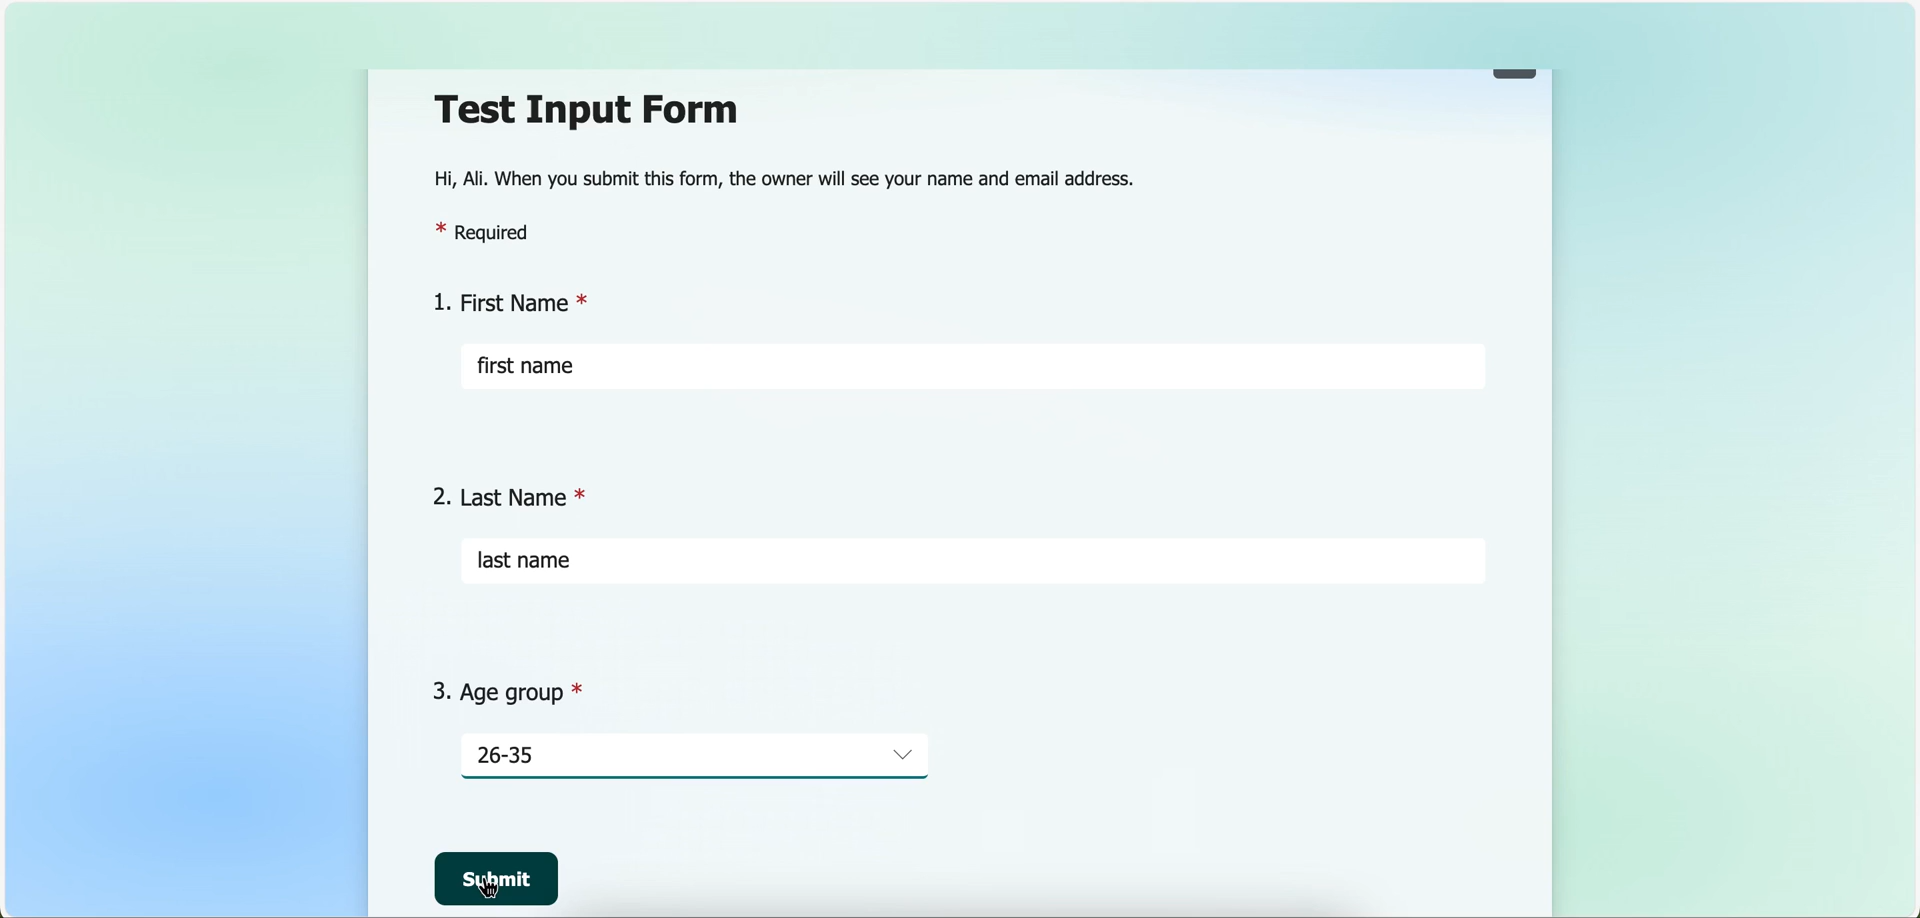 Test Input Form
Hi, Ali. When you submit this form, the owner will see your name and email address.
* Required
1. First Name *
first name
2. Last Name *
last name
3. Age group *
26-35
Submit